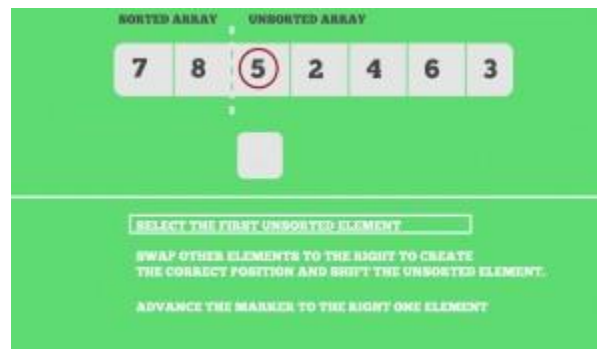 SORTED ARRAY UNSORTED ARRAY
7 8 5 2 4 6 3
SELECT THE FIRST UNSORTED ELEMENT
SWAP OTHER ELEMENTS TO THE RIGHT TO CREATE
THE CORRECT POSITION AND SHIFT THE UNSORTED ELEMENT.
ADVANCE THE MARKER TO THE RIGHT ONE ELEMENT